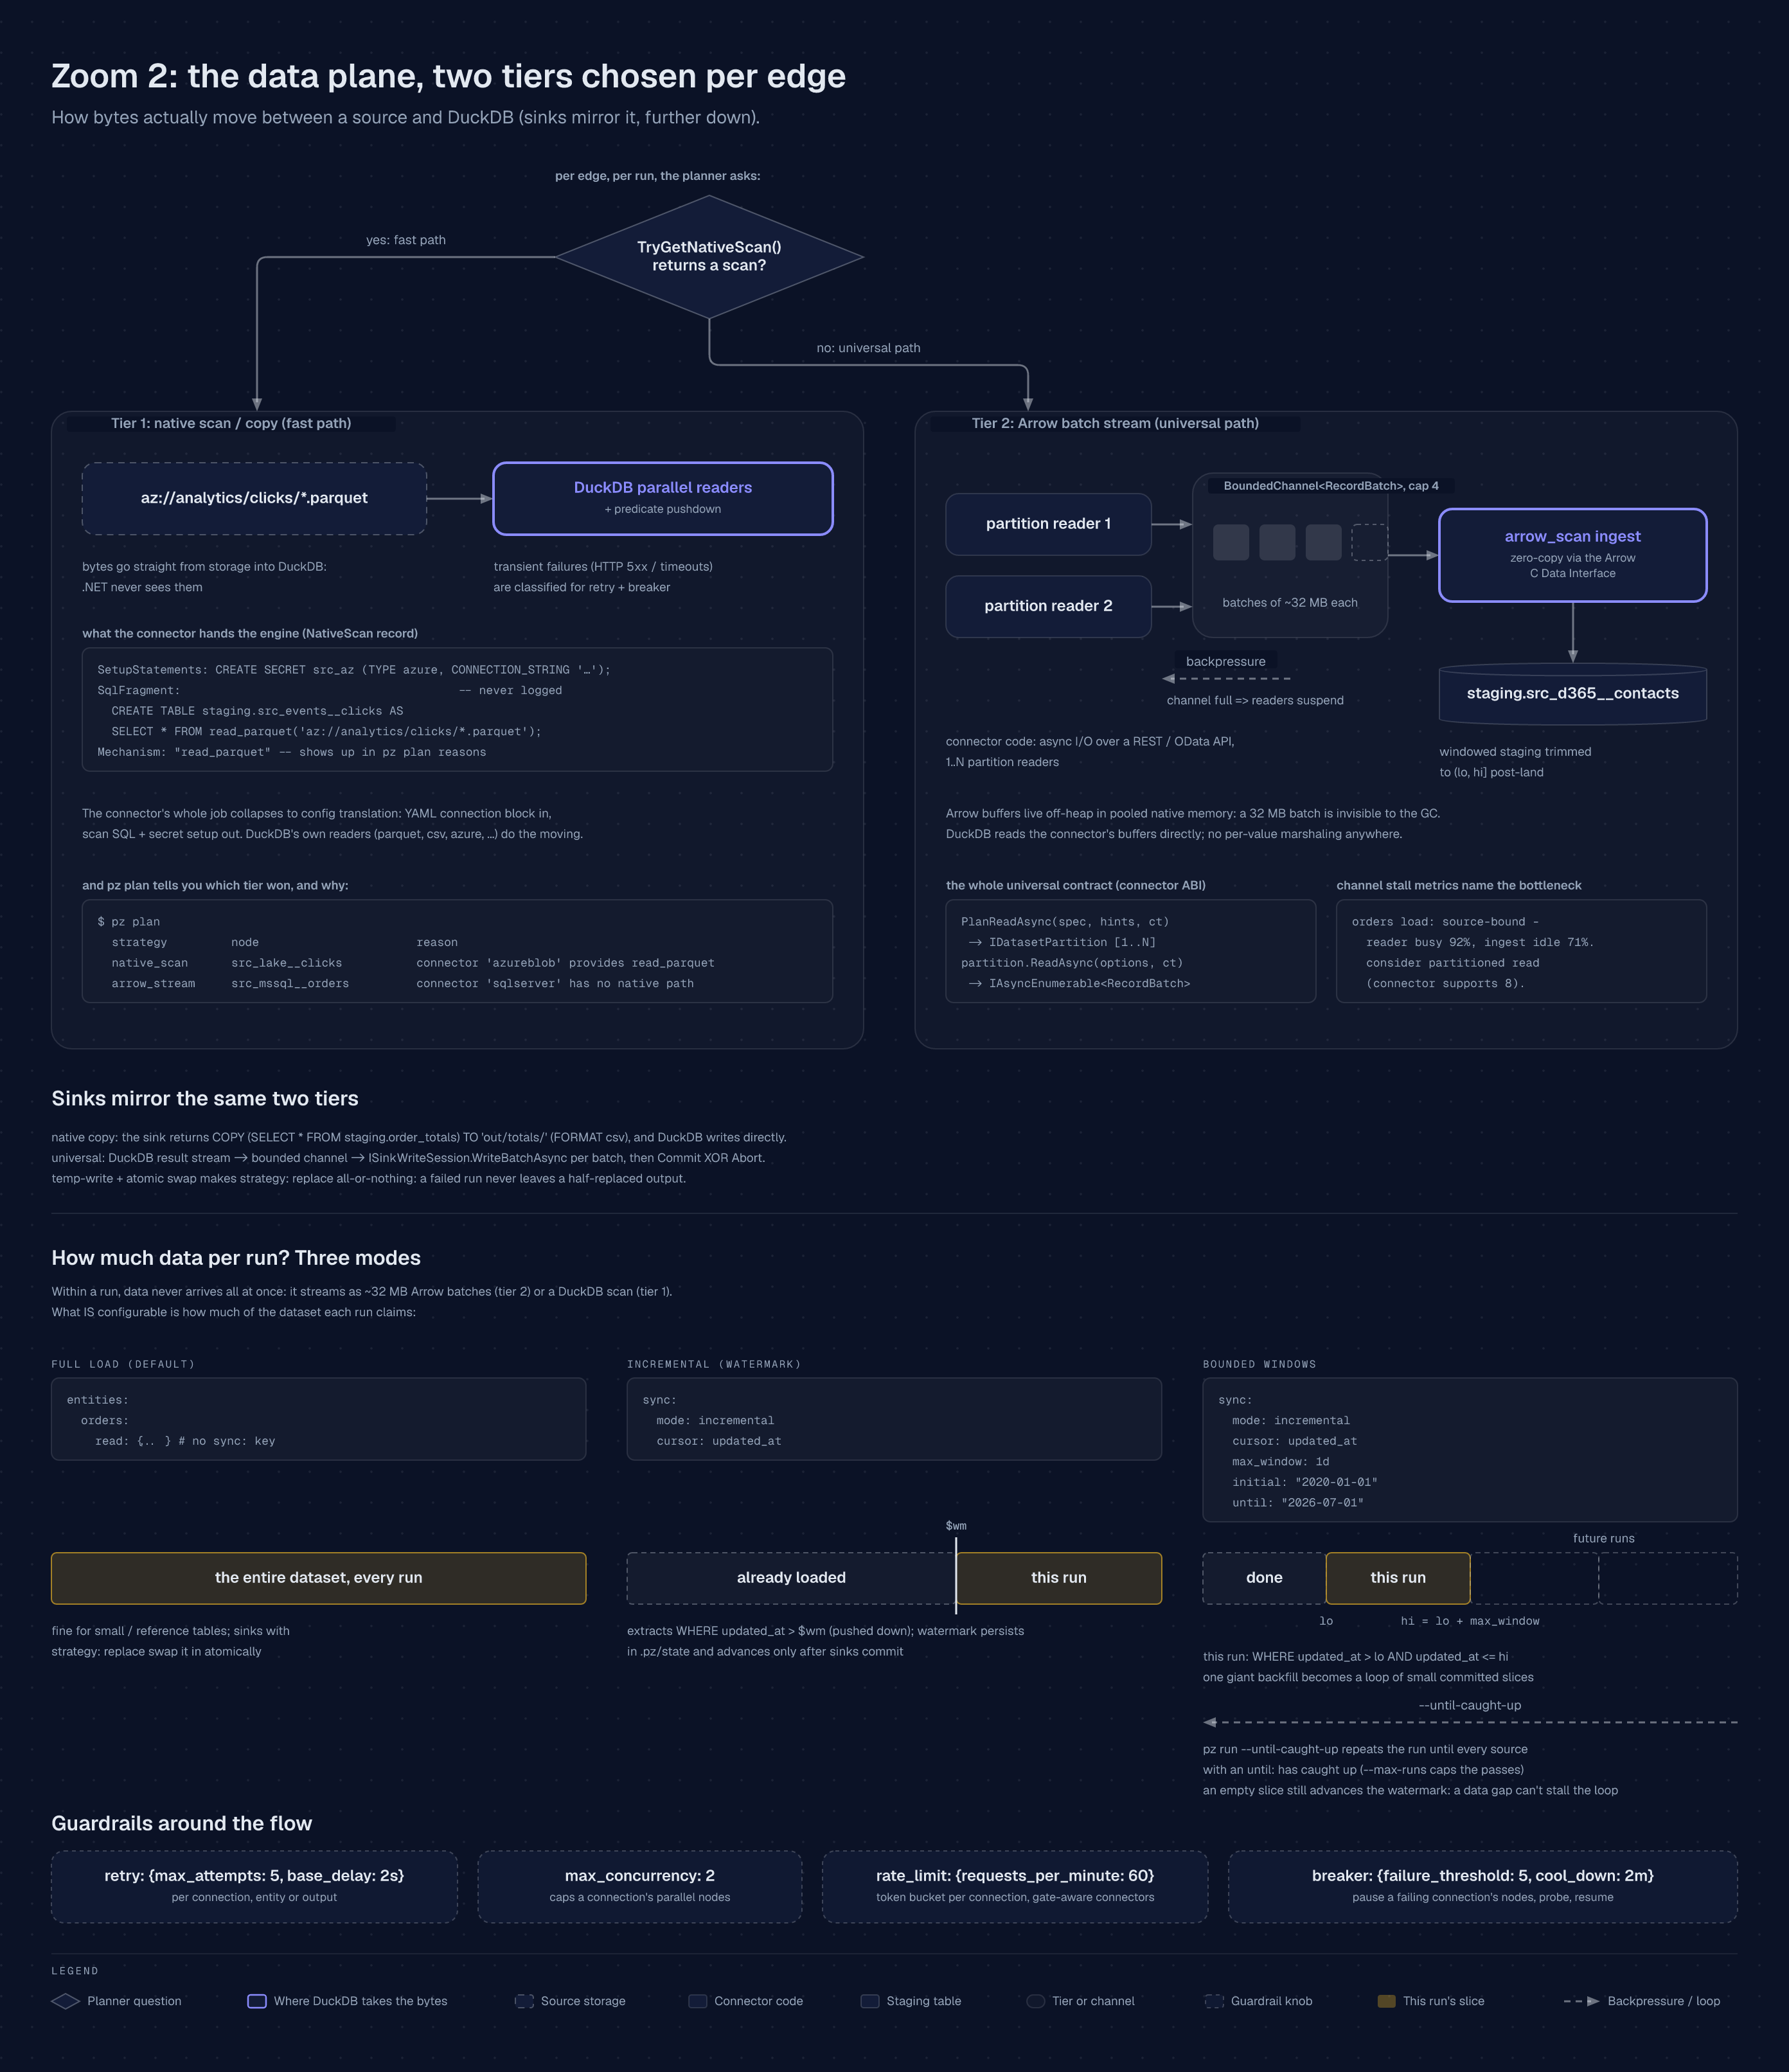 Zoom 2: the data plane, two tiers chosen per edge
How bytes actually move between a source and DuckDB (sinks mirror it, further down).
per edge, per run, the planner asks:
TryGetNativeScan()
returns a scan?
yes: fast path
no: universal path
Tier 1: native scan / copy (fast path)
az://analytics/clicks/*.parquet
DuckDB parallel readers
+ predicate pushdown
bytes go straight from storage into DuckDB:
.NET never sees them
transient failures (HTTP 5xx / timeouts)
are classified for retry + breaker
what the connector hands the engine (NativeScan record)
SetupStatements: CREATE SECRET src_az (TYPE azure, CONNECTION_STRING '…');
SqlFragment: -- never logged
CREATE TABLE staging.src_events__clicks AS
SELECT * FROM read_parquet('az://analytics/clicks/*.parquet');
Mechanism: "read_parquet" -- shows up in pz plan reasons
The connector's whole job collapses to config translation: YAML connection block in,
scan SQL + secret setup out. DuckDB's own readers (parquet, csv, azure, …) do the moving.
and pz plan tells you which tier won, and why:
$ pz plan
strategy node reason
native_scan src_lake__clicks connector 'azureblob' provides read_parquet
arrow_stream src_mssql__orders connector 'sqlserver' has no native path
Tier 2: Arrow batch stream (universal path)
partition reader 1
partition reader 2
BoundedChannel<RecordBatch>, cap 4
batches of ~32 MB each
arrow_scan ingest
zero-copy via the Arrow
C Data Interface
backpressure
channel full => readers suspend
staging.src_d365__contacts
connector code: async I/O over a REST / OData API,
1..N partition readers
windowed staging trimmed
to (lo, hi] post-land
Arrow buffers live off-heap in pooled native memory: a 32 MB batch is invisible to the GC.
DuckDB reads the connector's buffers directly; no per-value marshaling anywhere.
the whole universal contract (connector ABI)
PlanReadAsync(spec, hints, ct)
—> IDatasetPartition [1..N]
partition.ReadAsync(options, ct)
—> IAsyncEnumerable<RecordBatch>
channel stall metrics name the bottleneck
orders load: source-bound -
reader busy 92%, ingest idle 71%.
consider partitioned read
(connector supports 8).
Sinks mirror the same two tiers
native copy: the sink returns COPY (SELECT * FROM staging.order_totals) TO 'out/totals/' (FORMAT csv), and DuckDB writes directly.
universal: DuckDB result stream —> bounded channel —> ISinkWriteSession.WriteBatchAsync per batch, then Commit XOR Abort.
temp-write + atomic swap makes strategy: replace all-or-nothing: a failed run never leaves a half-replaced output.
How much data per run? Three modes
Within a run, data never arrives all at once: it streams as ~32 MB Arrow batches (tier 2) or a DuckDB scan (tier 1).
What IS configurable is how much of the dataset each run claims:
FULL LOAD (DEFAULT)
entities:
orders:
read: {.. } # no sync: key
the entire dataset, every run
fine for small / reference tables; sinks with
strategy: replace swap it in atomically
INCREMENTAL (WATERMARK)
sync:
mode: incremental
cursor: updated_at
$wm
already loaded
this run
extracts WHERE updated_at > $wm (pushed down); watermark persists
in .pz/state and advances only after sinks commit
BOUNDED WINDOWS
sync:
mode: incremental
cursor: updated_at
max_window: 1d
initial: "2020-01-01"
until: "2026-07-01"
future runs
done
this run
lo
hi = lo + max_window
this run: WHERE updated_at > lo AND updated_at <= hi
one giant backfill becomes a loop of small committed slices
--until-caught-up
pz run --until-caught-up repeats the run until every source
with an until: has caught up (--max-runs caps the passes)
an empty slice still advances the watermark: a data gap can't stall the loop
Guardrails around the flow
retry: {max_attempts: 5, base_delay: 2s}
per connection, entity or output
max_concurrency: 2
caps a connection's parallel nodes
rate_limit: {requests_per_minute: 60}
token bucket per connection, gate-aware connectors
breaker: {failure_threshold: 5, cool_down: 2m}
pause a failing connection's nodes, probe, resume
LEGEND
Planner question
Where DuckDB takes the bytes
Source storage
Connector code
Staging table
Tier or channel
Guardrail knob
This run's slice
Backpressure / loop